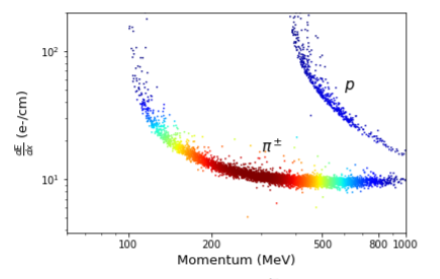 10²
10¹
dE/dx (e-/cm)
p
π±
100 200 500 800 1000
Momentum (MeV)